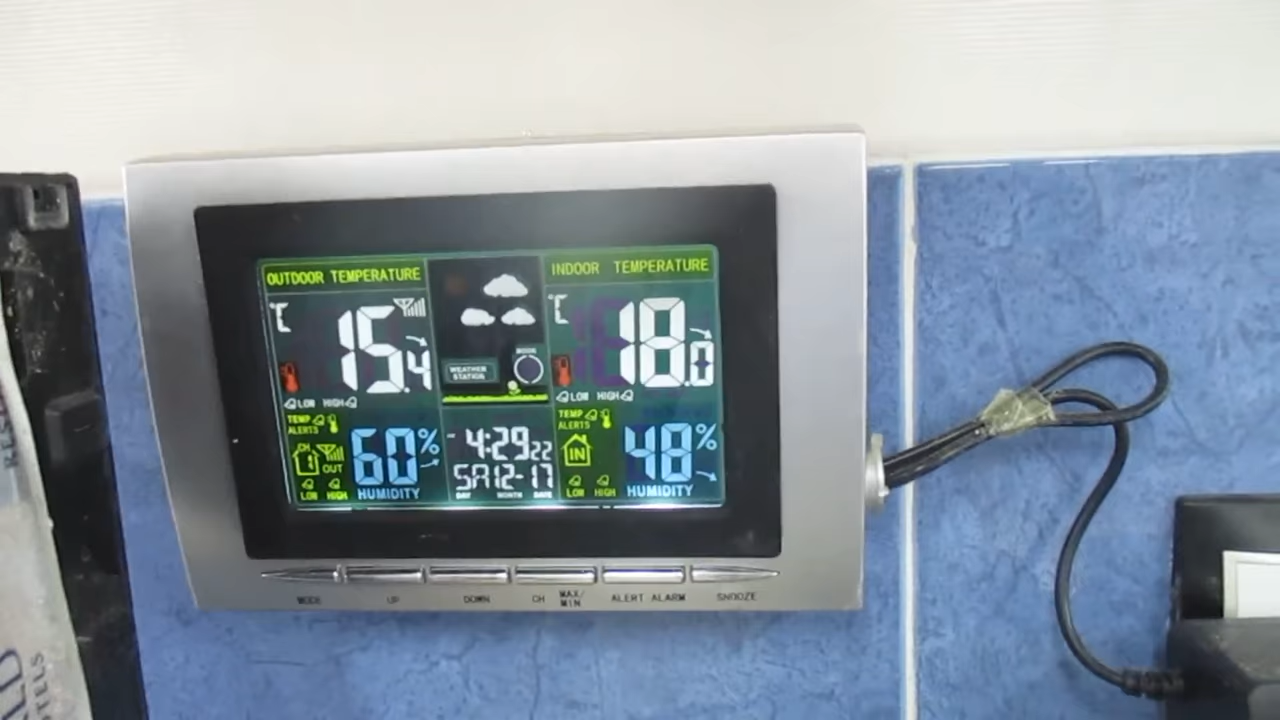 OUTDOOR TEMPERATURE
INDOOR TEMPERATURE
°C 15.4
°C 18.0
LOW HIGH
LOW HIGH
WEATHER
STATION
TEMP
ALERTS
TEMP
ALERTS
CH
1
OUT
60%
4:29 22
IN
48%
SA 12-17
LOW HIGH
HUMIDITY
DAY MONTH DATE
LOW HIGH
HUMIDITY
MODE UP DOWN CH MAX/MIN ALERT ALARM SNOOZE